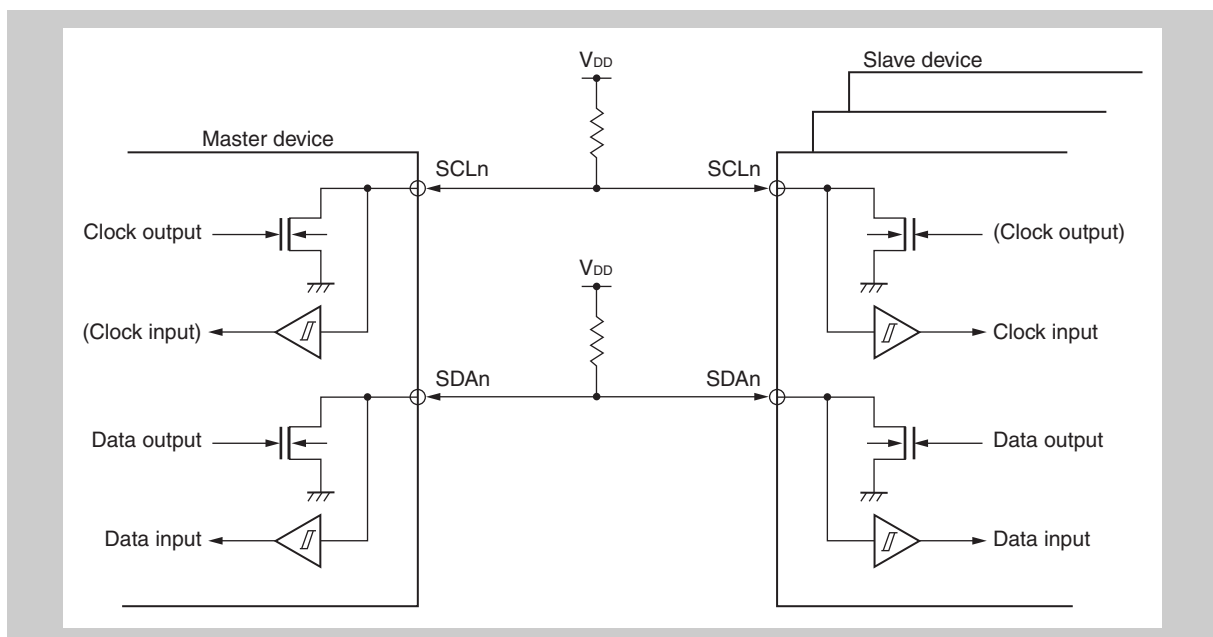 VDD
Slave device
Master device
SCLn
SCLn
Clock output
(Clock output)
VDD
(Clock input)
Clock input
SDAn
SDAn
Data output
Data output
Data input
Data input